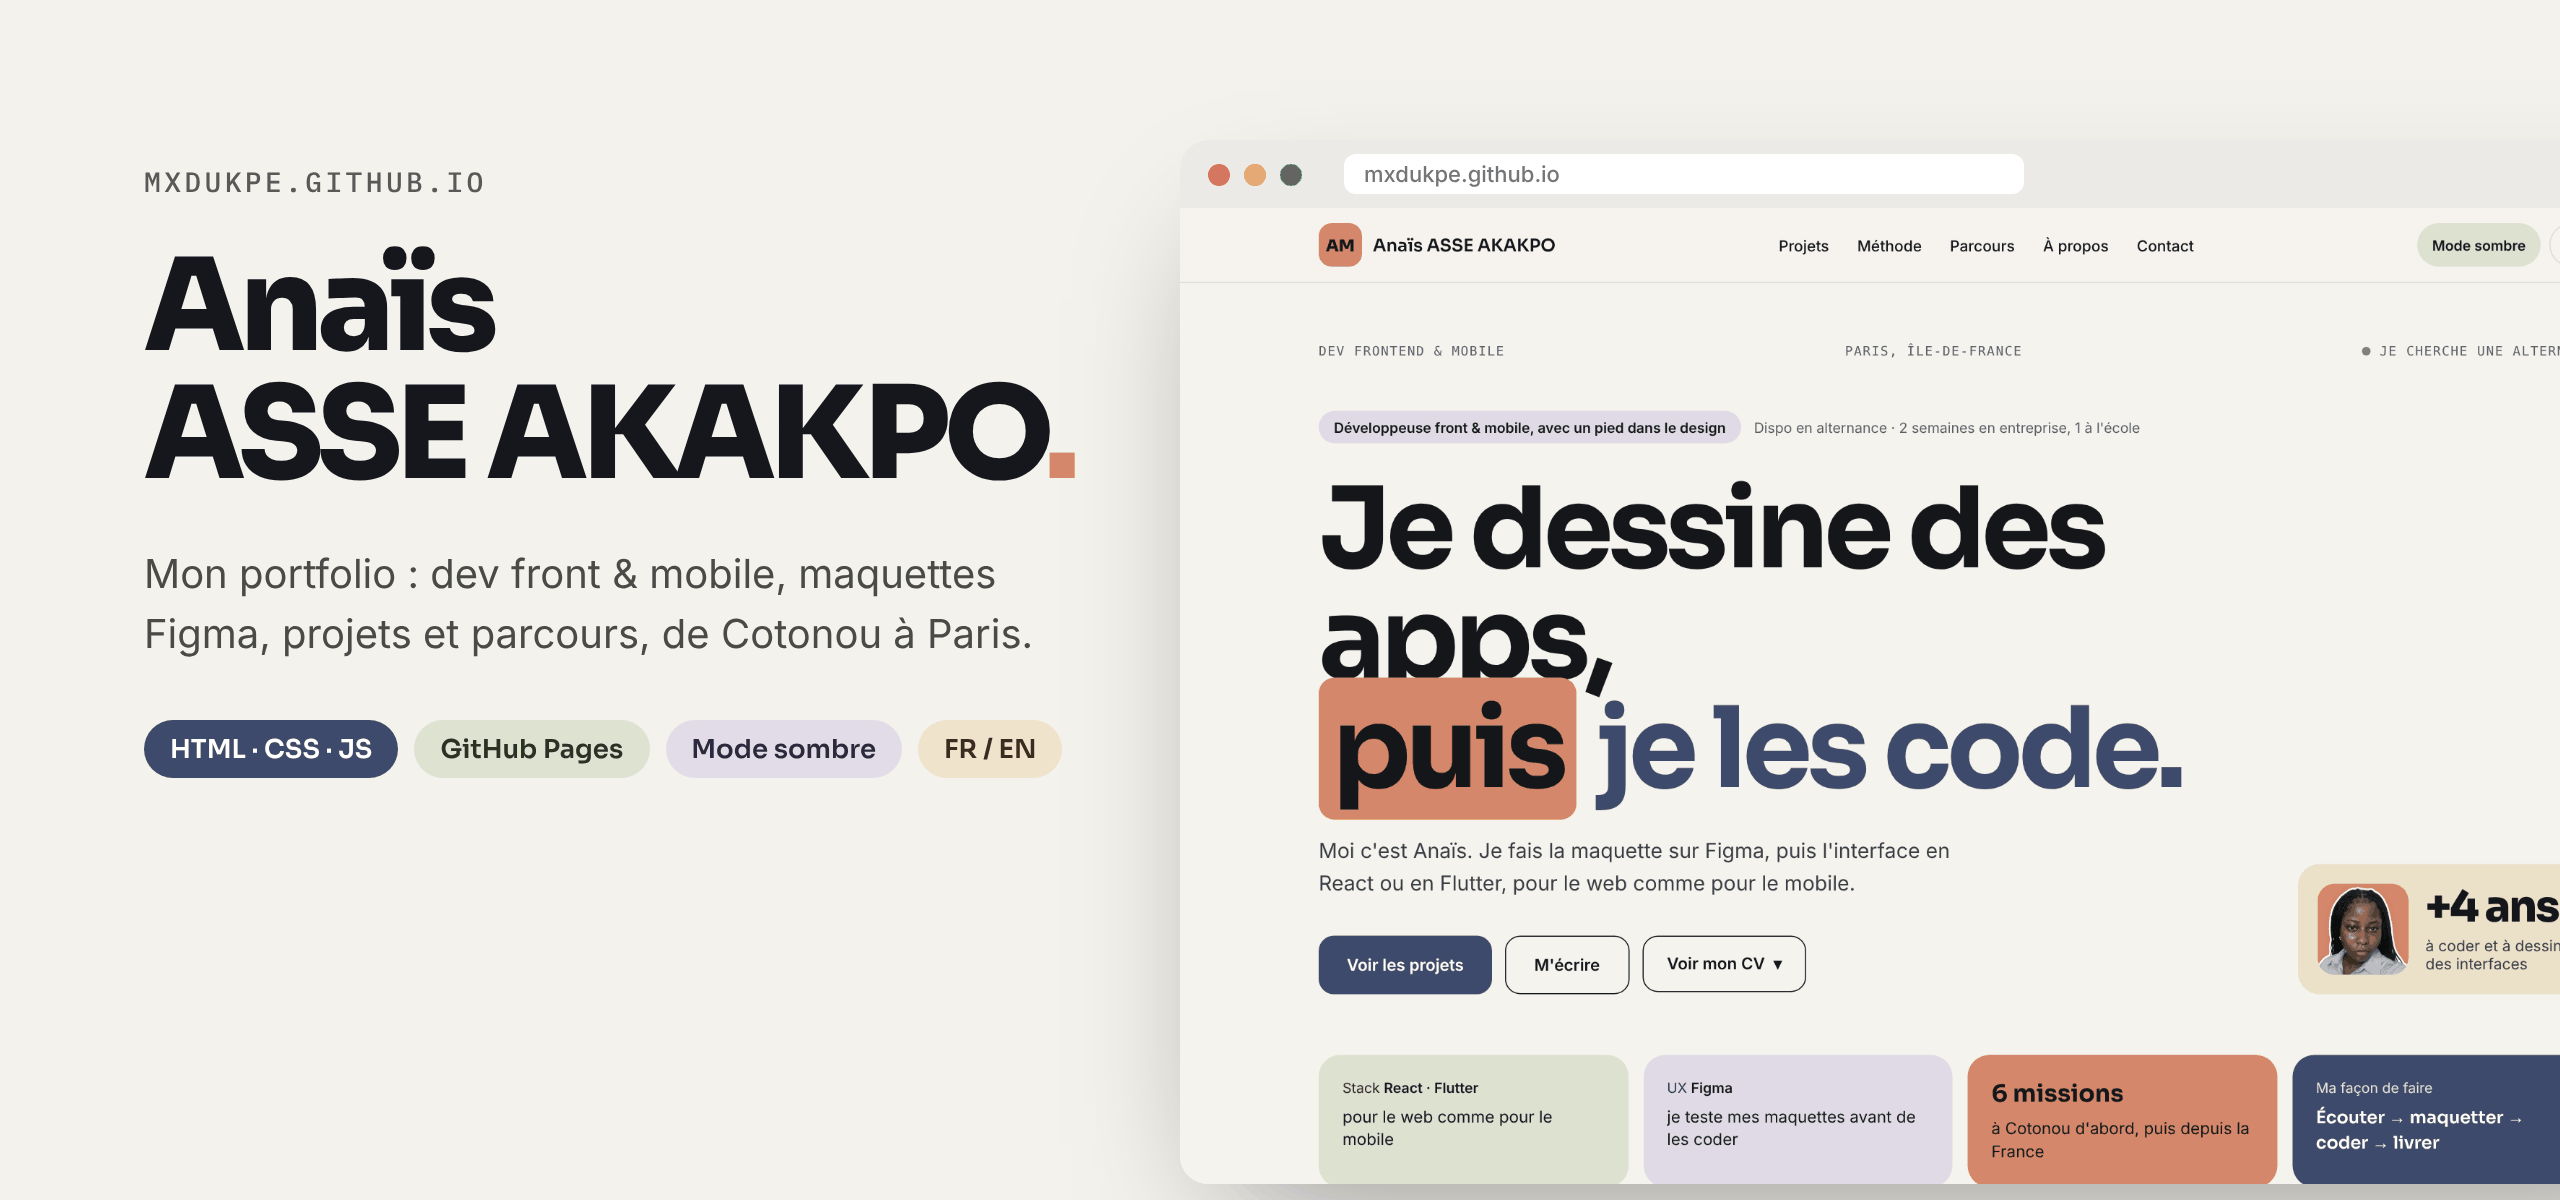 MXDUKPE.GITHUB.IO
Anaïs
ASSE AKAKPO.
Mon portfolio : dev front & mobile, maquettes
Figma, projets et parcours, de Cotonou à Paris.
HTML · CSS · JS
GitHub Pages
Mode sombre
FR / EN
mxdukpe.github.io
AM
Anaïs ASSE AKAKPO
Projets
Méthode
Parcours
À propos
Contact
Mode sombre
DEV FRONTEND & MOBILE
PARIS, ÎLE-DE-FRANCE
JE CHERCHE UNE
Développeuse front & mobile, avec un pied dans le design
Dispo en alternance · 2 semaines en entreprise, 1 à l'école
Je dessine des
apps,
puis je les code.
Moi c'est Anaïs. Je fais la maquette sur Figma, puis l'interface en
React ou en Flutter, pour le web comme pour le mobile.
Voir les projets
M'écrire
Voir mon CV ▾
+4 ans
à coder et à
des interfaces
Stack React · Flutter
pour le web comme pour le
mobile
UX Figma
je teste mes maquettes avant de
les coder
6 missions
à Cotonou d'abord, puis depuis la
France
Ma façon de faire
Écouter → maquetter →
coder → livrer